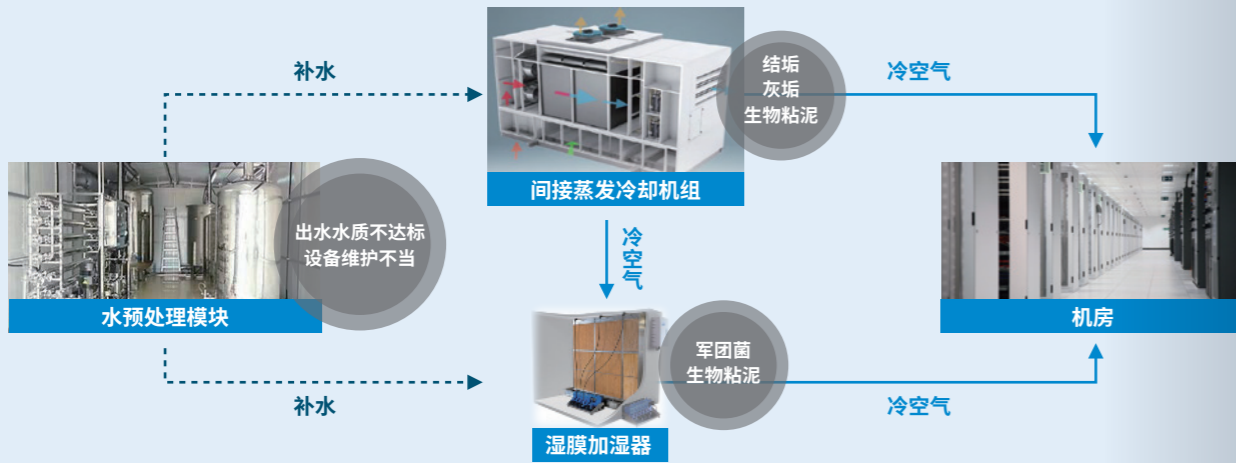 补水
结垢
灰垢
生物粘泥
冷空气
间接蒸发冷却机组
出水水质不达标
设备维护不当
冷空气
水预处理模块
机房
军团菌
生物粘泥
补水
冷空气
湿膜加湿器